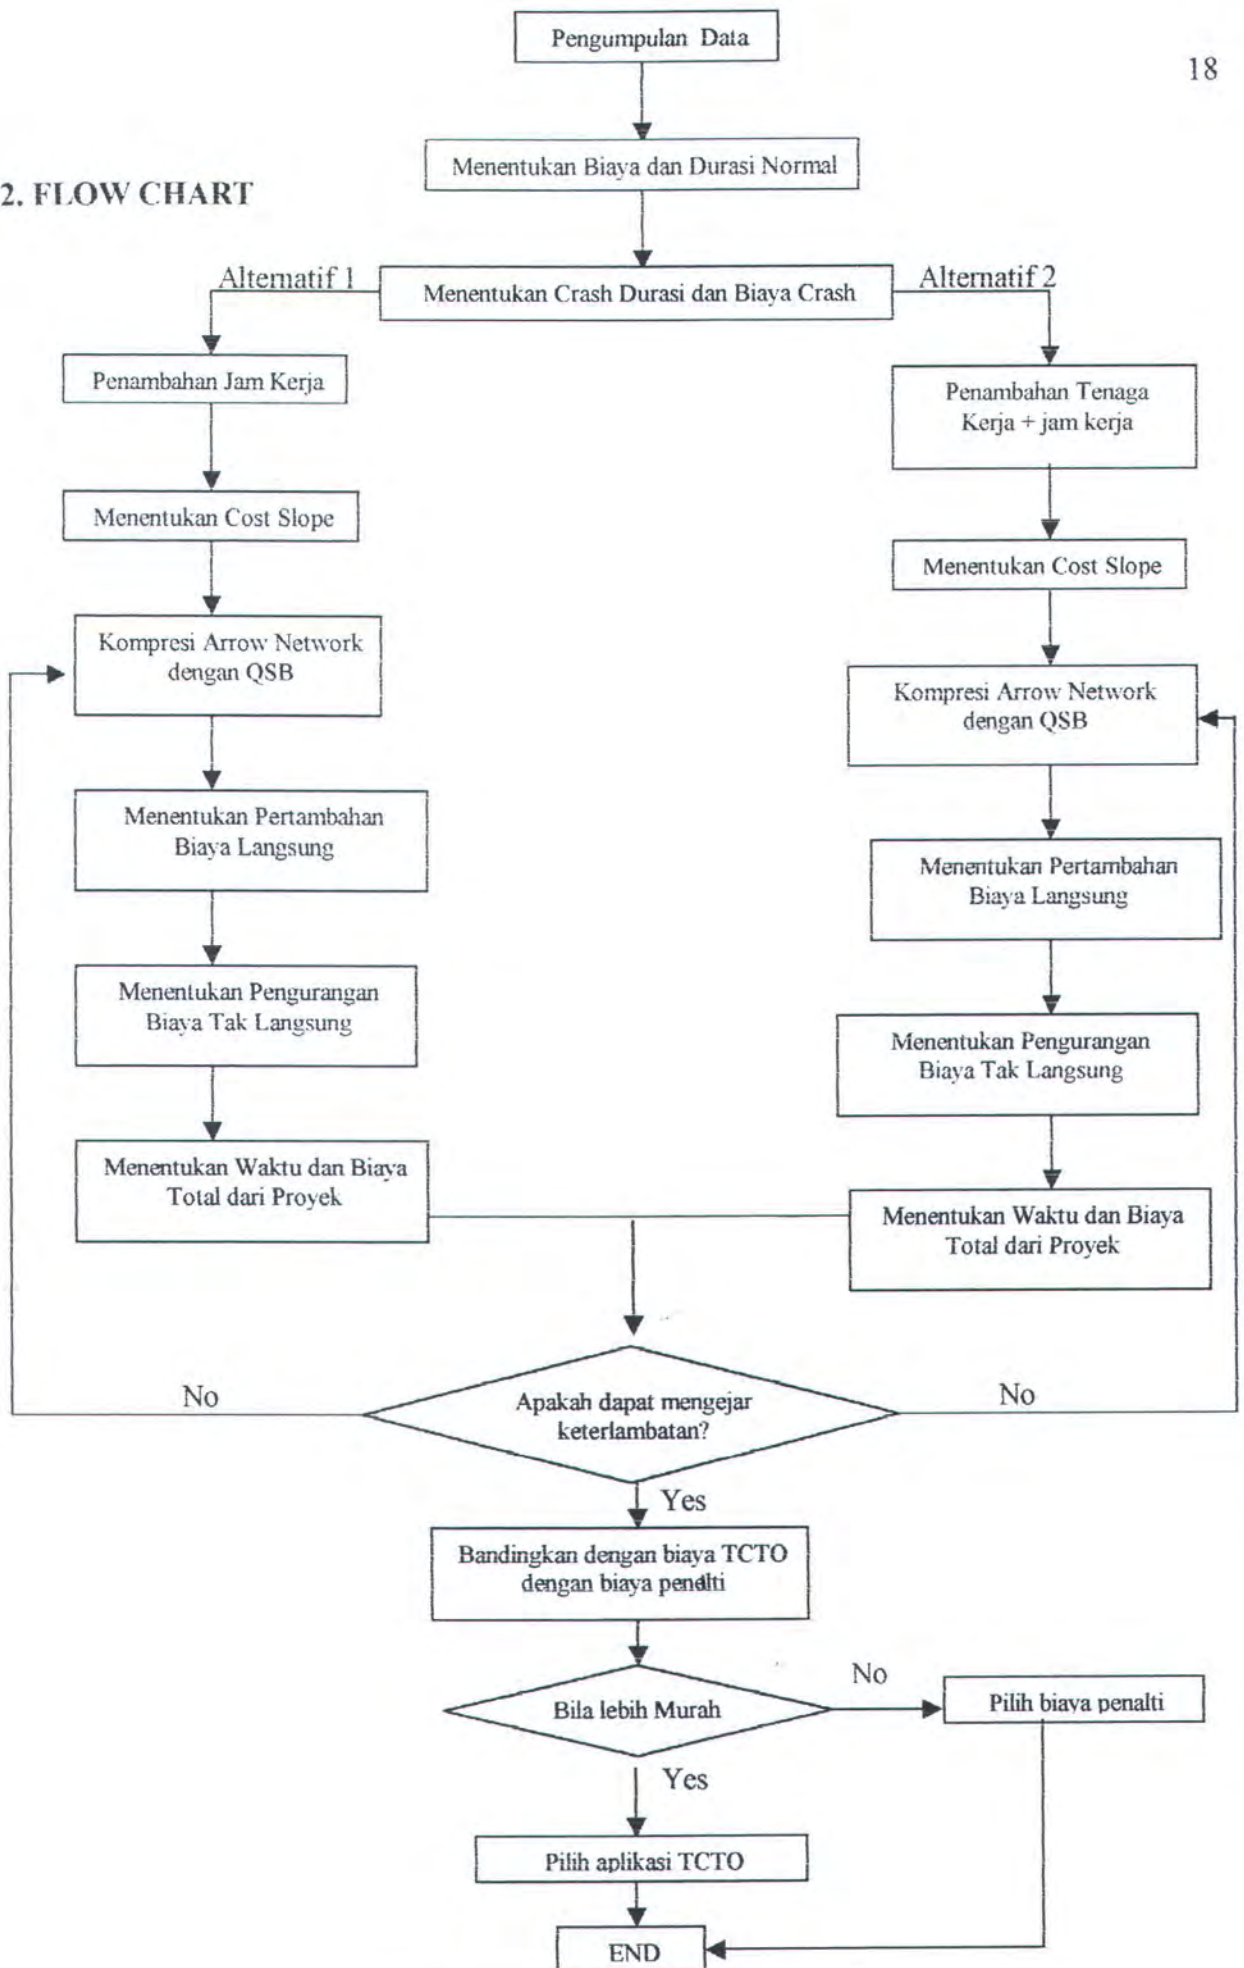 18
Pengumpulan Data
Menentukan Biaya dan Durasi Normal
2. FLOW CHART
Alternatif 1
Menentukan Crash Durasi dan Biaya Crash
Alternatif 2
Penambahan Jam Kerja
Menentukan Cost Slope
Kompresi Arrow Network
dengan QSB
Menentukan Pertambahan
Biaya Langsung
Menentukan Pengurangan
Biaya Tak Langsung
Menentukan Waktu dan Biaya
Total dari Proyek
Penambahan Tenaga
Kerja + jam kerja
Menentukan Cost Slope
Kompresi Arrow Network
dengan QSB
Menentukan Pertambahan
Biaya Langsung
Menentukan Pengurangan
Biaya Tak Langsung
Menentukan Waktu dan Biaya
Total dari Proyek
No
Apakah dapat mengejar
keterlambatan?
No
Yes
Bandingkan dengan biaya TCTO
dengan biaya penalti
Bila lebih Murah
No
Pilih biaya penalti
Yes
Pilih aplikasi TCTO
END